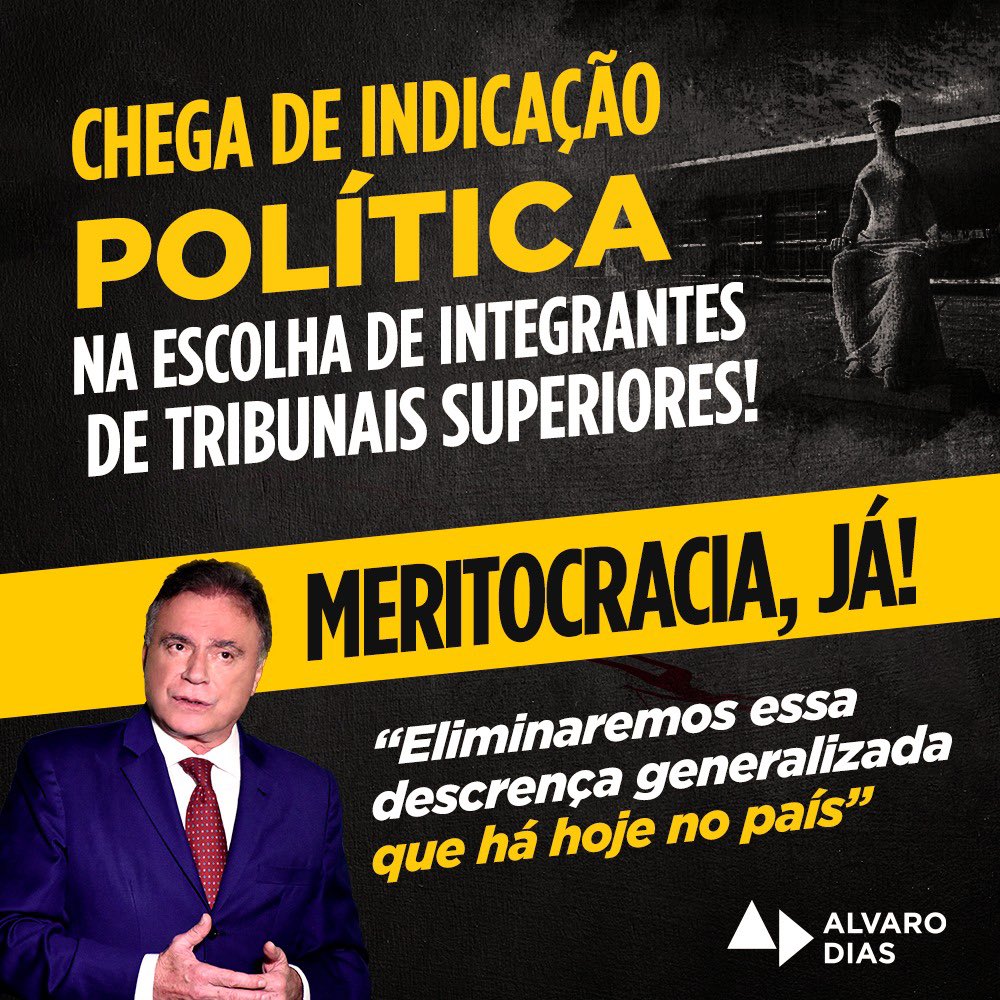 CHEGA DE INDICAÇÃO
POLÍTICA
NA ESCOLHA DE INTEGRANTES
DE TRIBUNAIS SUPERIORES!
MERITOCRACIA, JÁ!
“Eliminaremos essa
descrença generalizada
que há hoje no país”
ALVARO
DIAS